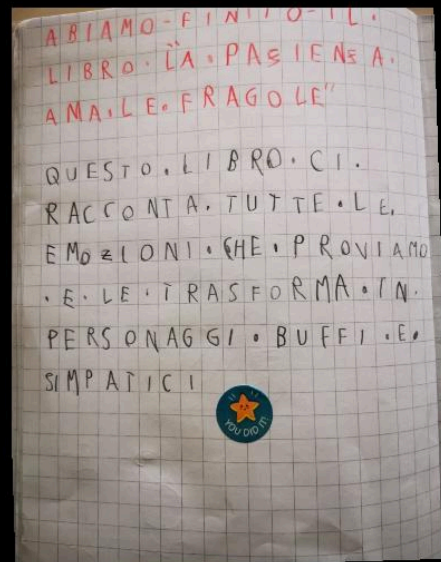 ABIAMO-FINITO-IL.
LIBRO."LA.PASIENSA.
AMA.LE.FRAGOLE"
QUESTO.LIBRO.CI.
RACCONTA.TUTTE.LE.
EMOZIONI.CHE.PROVIAMO
.E.LE.TRASFORMA.IN.
PERSONAGGI.BUFFI.E.
SIMPATICI
YOU DID IT!